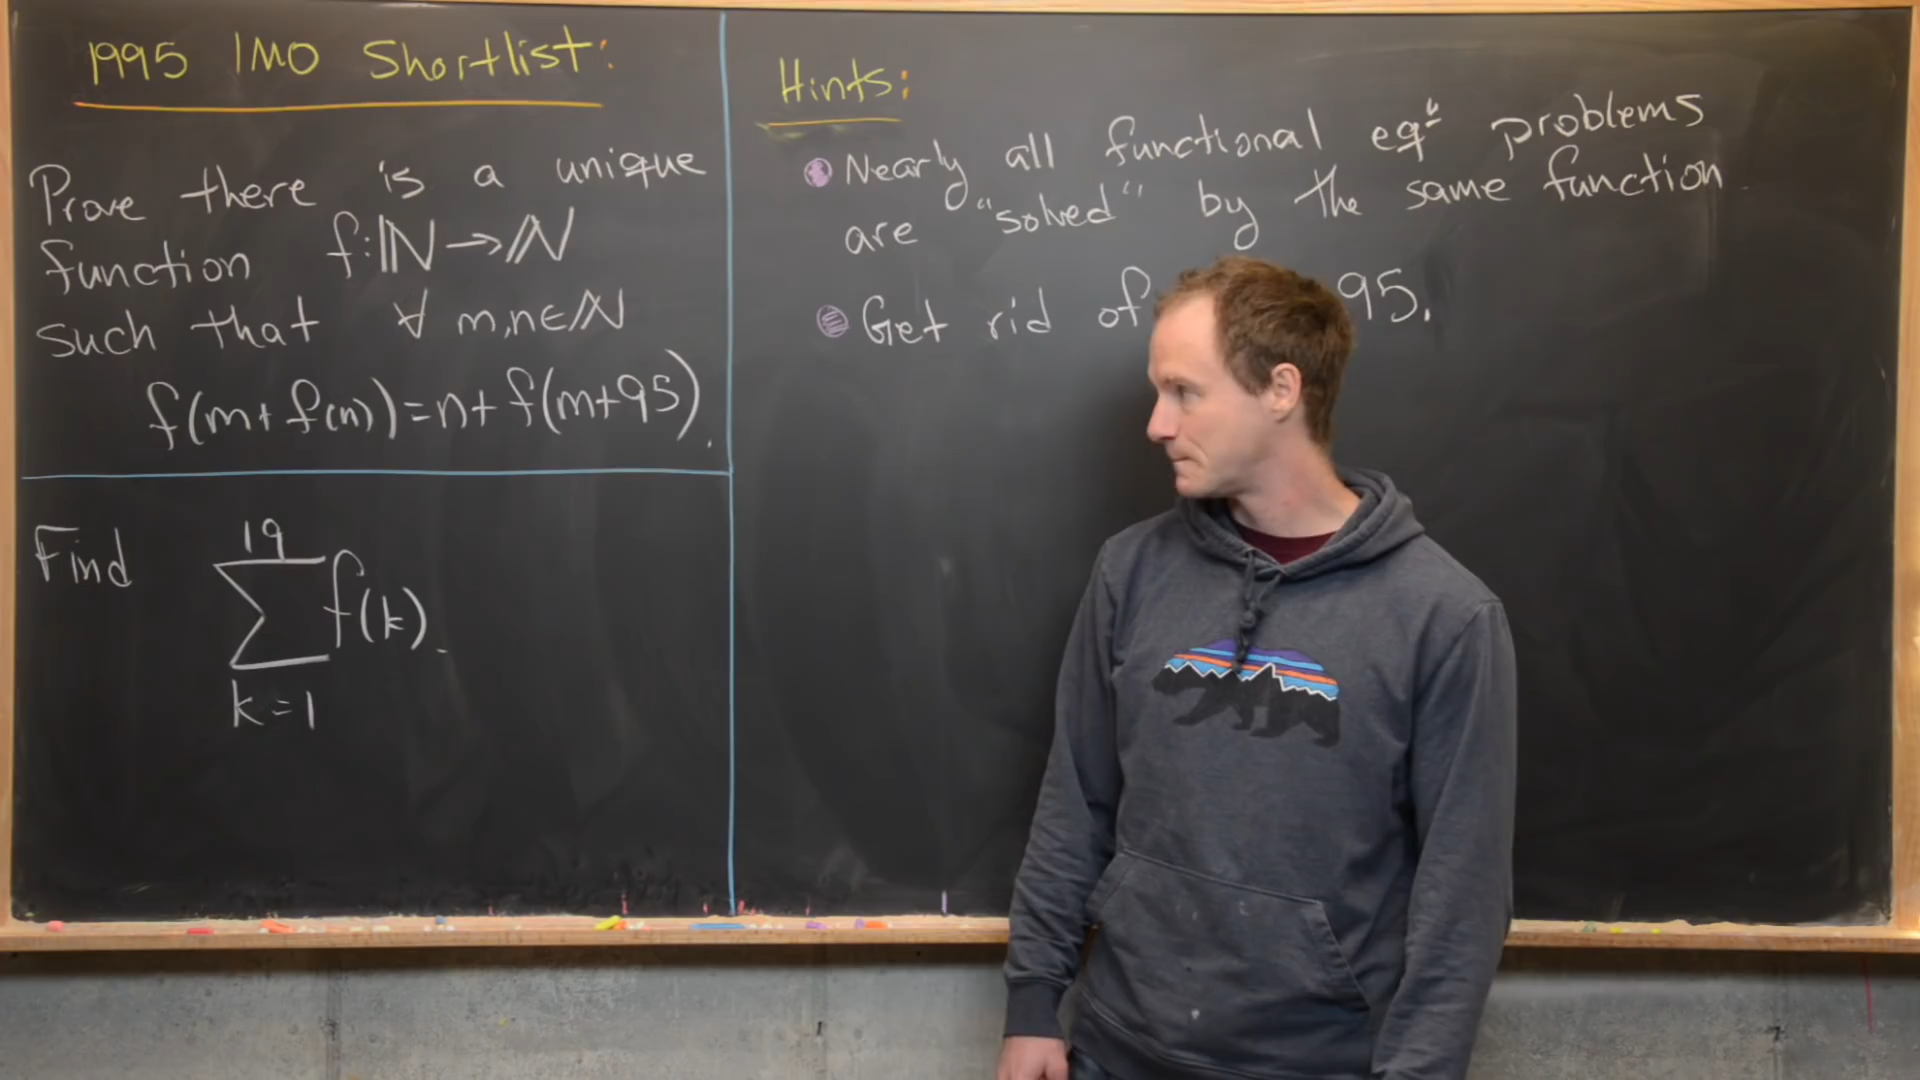 1995 IMO Shortlist:
Prove there is a unique
function f:ℕ→ℕ
such that ∀ m,n∈ℕ
f(m+f(n))=n+f(m+95).
Find ∑_{k=1}^{19} f(k).
Hints:
Nearly all functional eqⁿ problems
are "solved" by the same function.
Get rid of 95.